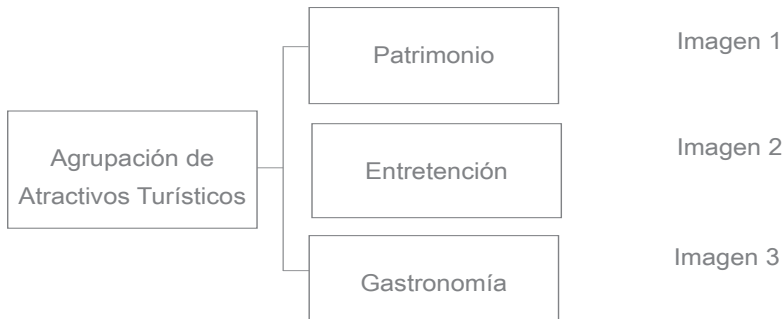 Patrimonio
Imagen 1
Agrupación de
Atractivos Turísticos
Entretención
Imagen 2
Gastronomía
Imagen 3